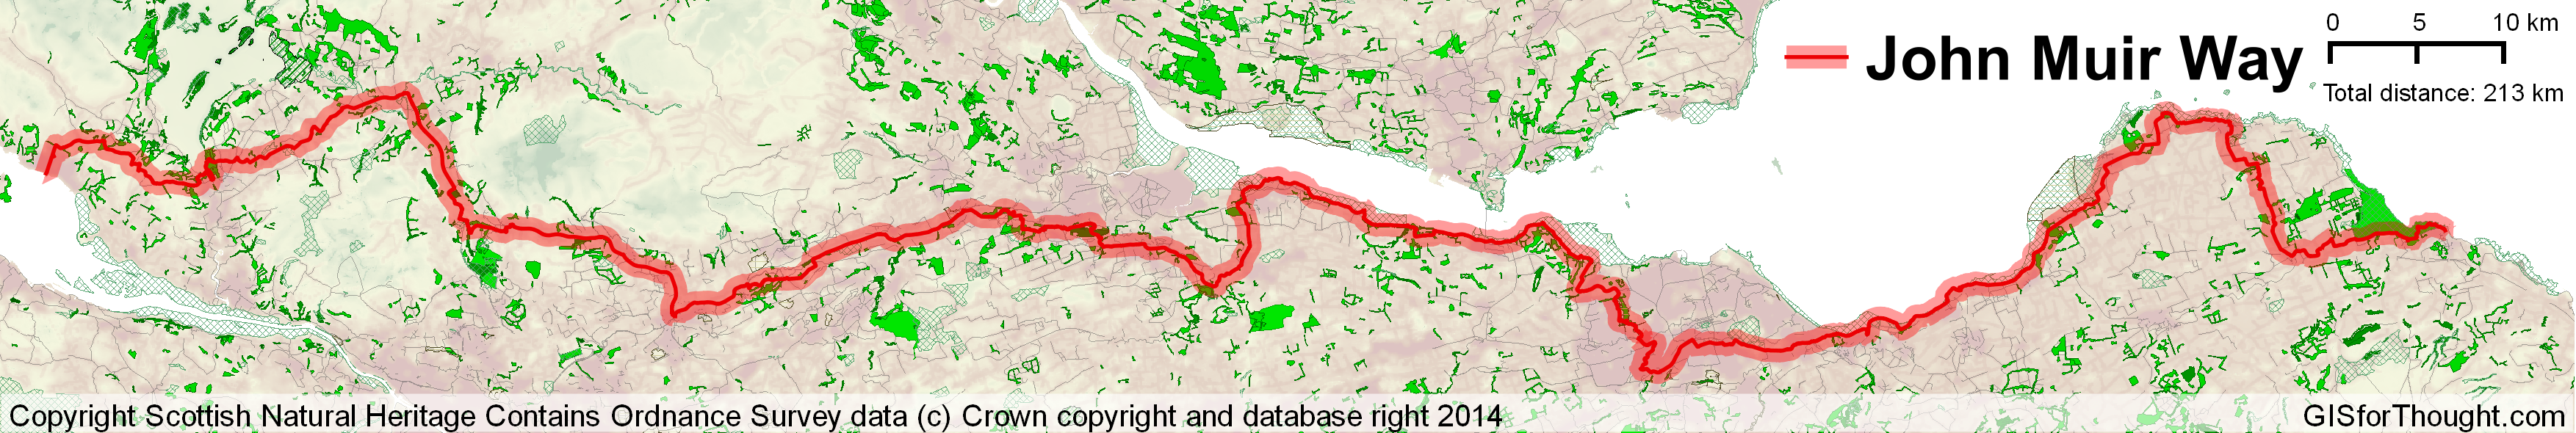 0 5 10 km
John Muir Way
Total distance: 213 km
Copyright Scottish Natural Heritage Contains Ordnance Survey data (c) Crown copyright and database right 2014
GISforThought.com